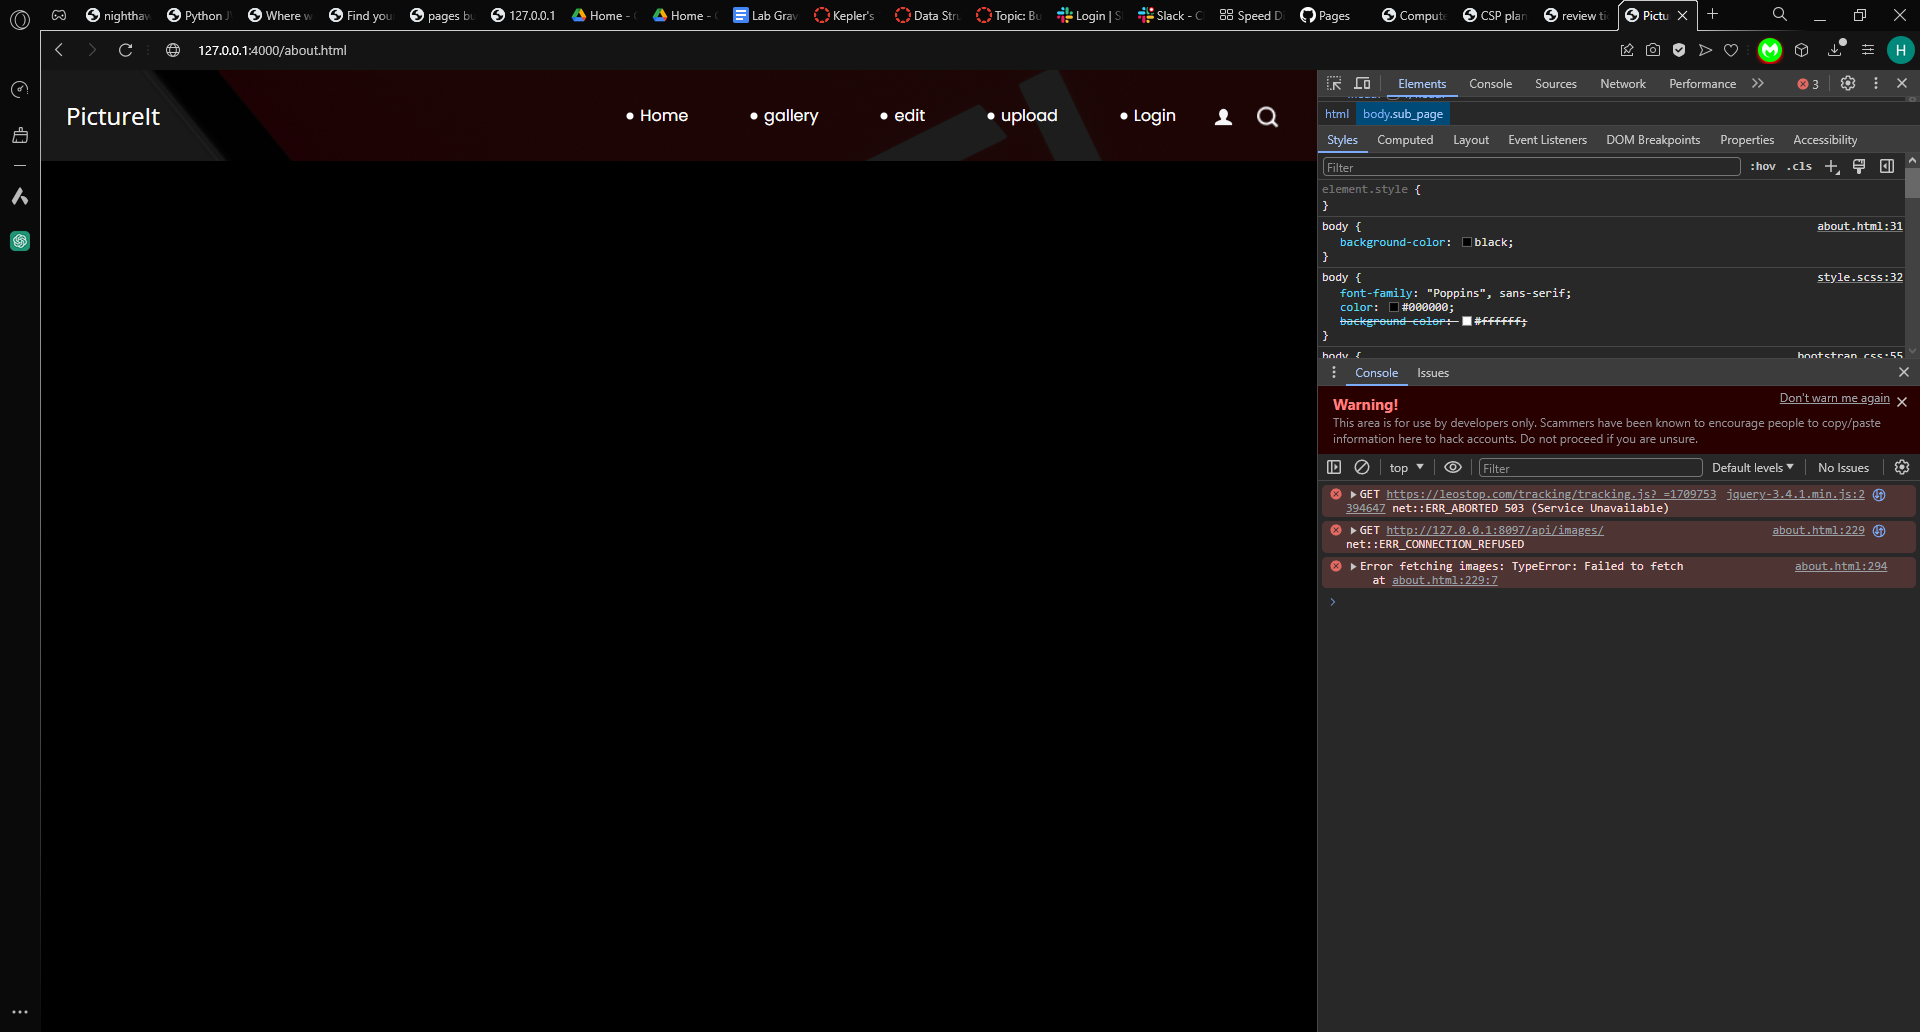 nighthaw
Python J
Where w
Find you
pages bu
127.0.0.1
Home -
Home -
Lab Grav
Kepler's
Data Stru
Topic: Bu
Login | S
Slack - C
Speed Di
Pages
Compute
CSP plan
review ti
Pictu
127.0.0.1:4000/about.html
H
PictureIt
• Home
• gallery
• edit
• upload
• Login
Elements Console Sources Network Performance 3
html body.sub_page
Styles Computed Layout Event Listeners DOM Breakpoints Properties Accessibility
Filter :hov .cls
element.style {
}
body { about.html:31
background-color: black;
}
body { style.scss:32
font-family: "Poppins", sans-serif;
color: #000000;
background-color: #ffffff;
}
body { bootstrap.css:55
Console Issues
Warning! Don't warn me again
This area is for use by developers only. Scammers have been known to encourage people to copy/paste
information here to hack accounts. Do not proceed if you are unsure.
top Filter Default levels No Issues
GET https://leostop.com/tracking/tracking.js?_=1709753 jquery-3.4.1.min.js:2
394647 net::ERR_ABORTED 503 (Service Unavailable)
GET http://127.0.0.1:8097/api/images/ about.html:229
net::ERR_CONNECTION_REFUSED
Error fetching images: TypeError: Failed to fetch about.html:294
at about.html:229:7